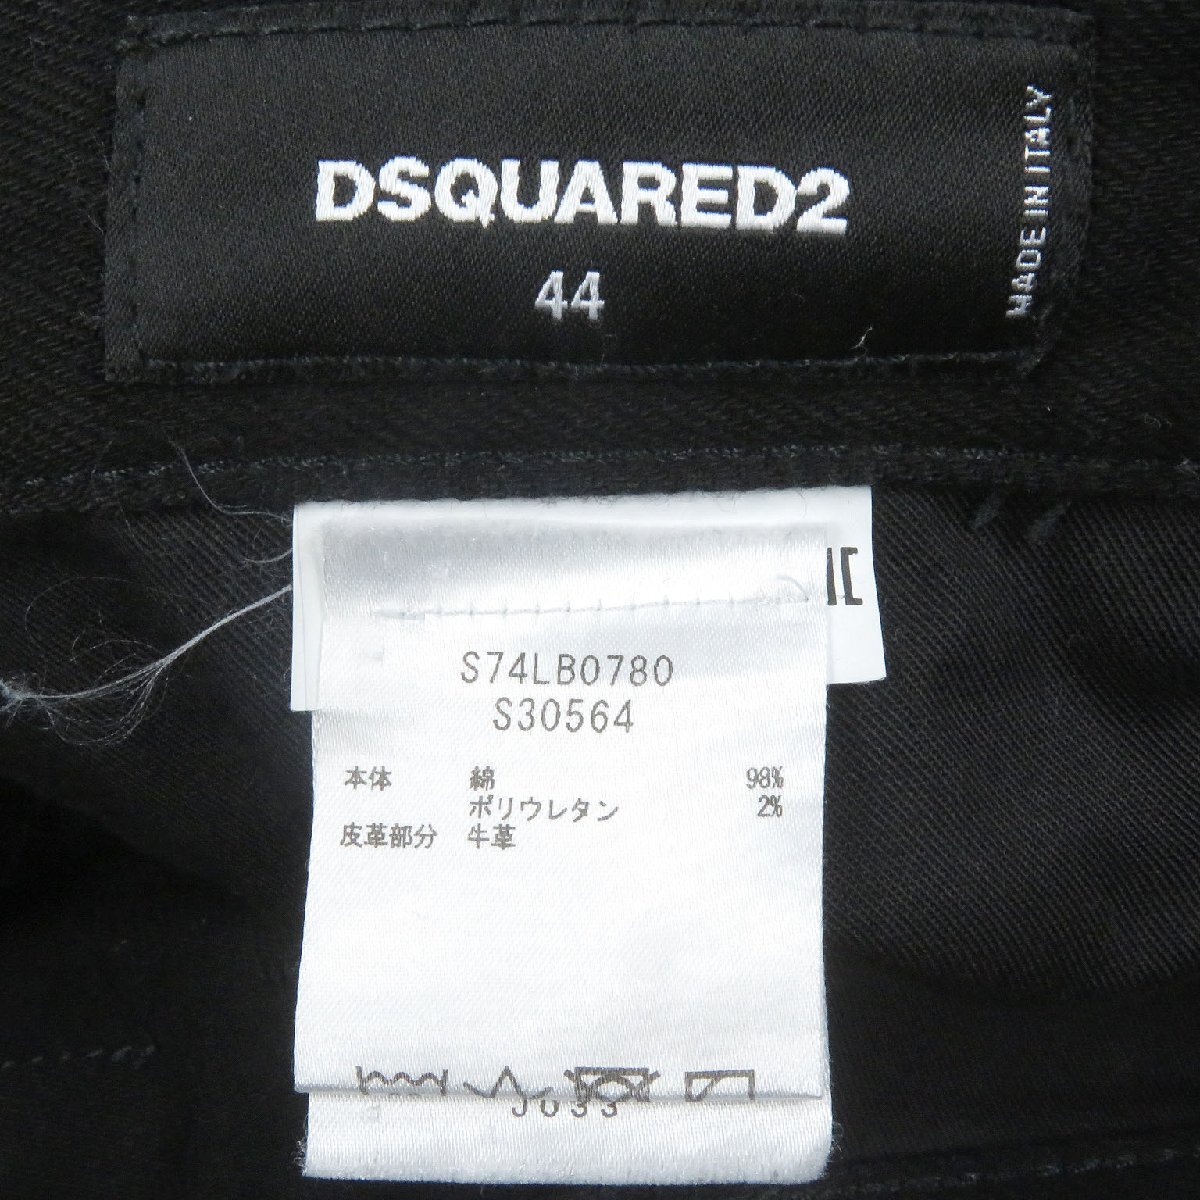 DSQUARED2
44
MADE IN ITALY
S74LB0780
S30564
本体 綿 98%
ポリウレタン 2%
皮革部分 牛革